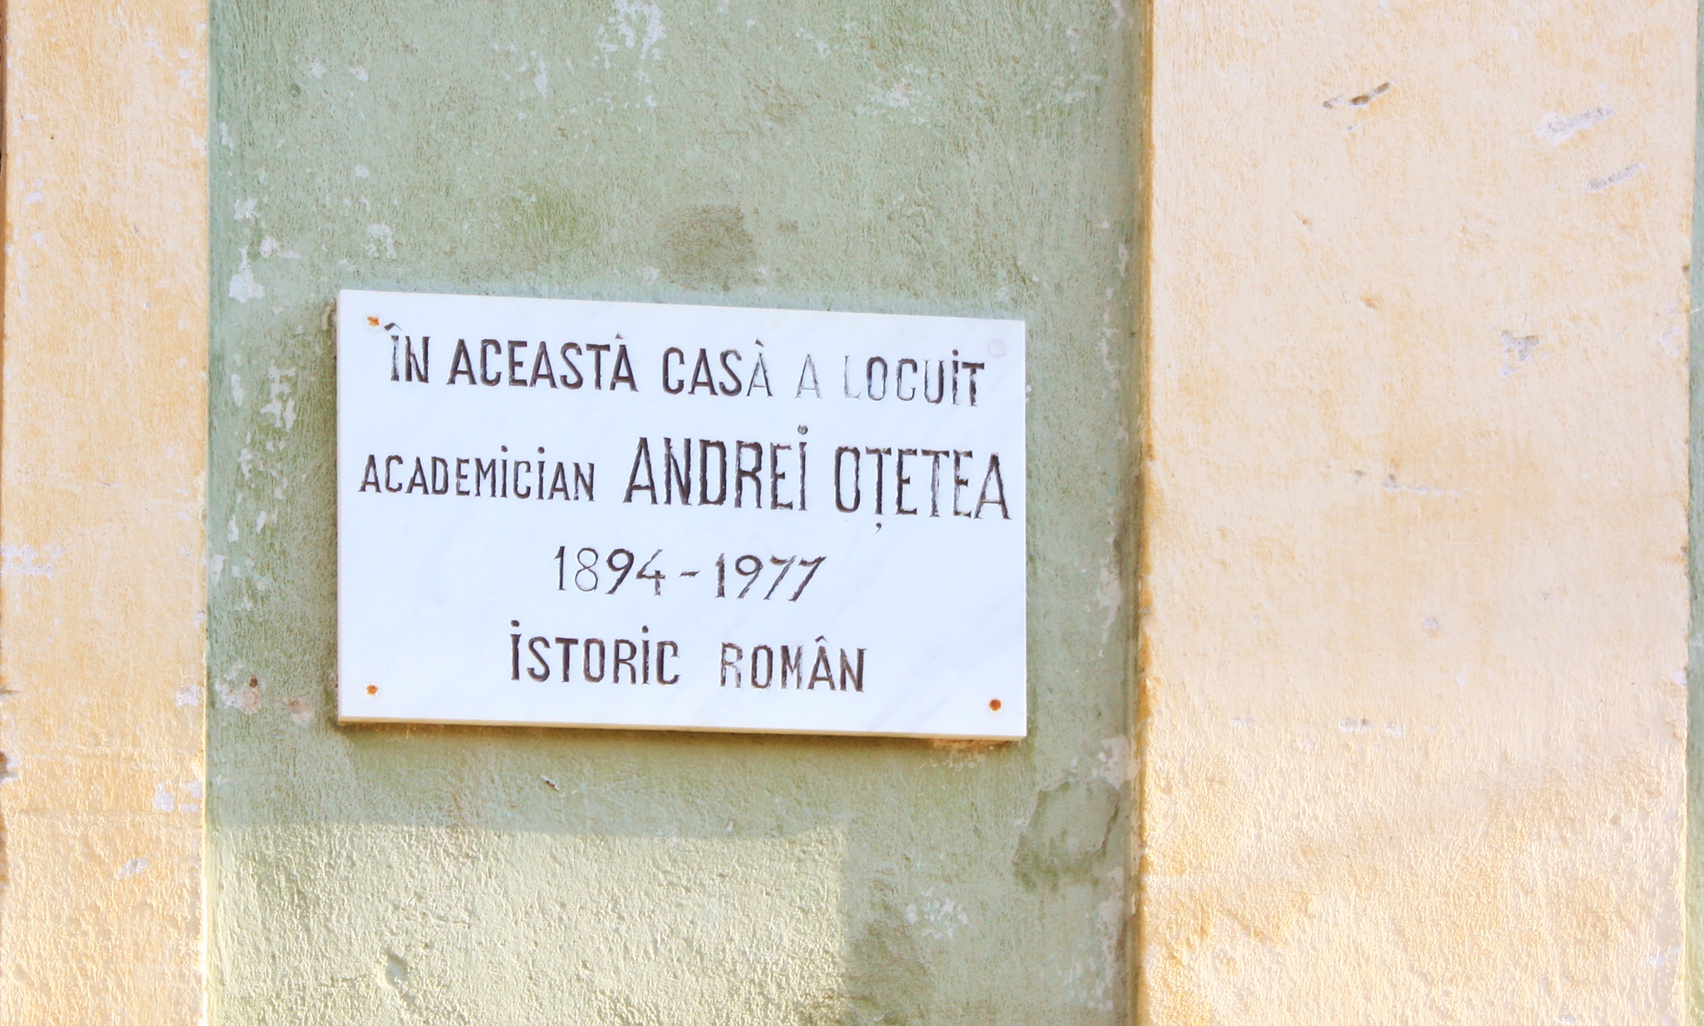 ÎN ACEASTĂ CASĂ A LOCUIT
ACADEMICIAN ANDREI OȚETEA
1894-1977
ISTORIC ROMÂN